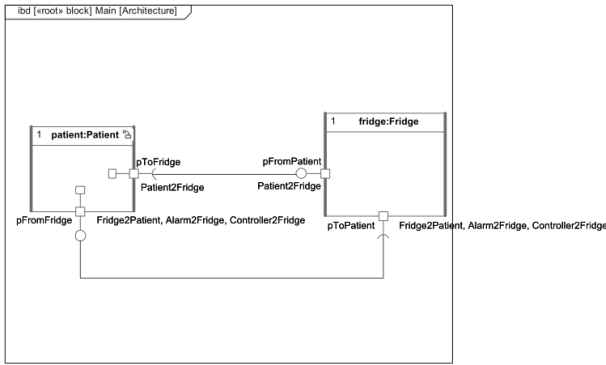 ibd [«root» block] Main [Architecture]
1 patient:Patient
1 fridge:Fridge
pToFridge
pFromPatient
Patient2Fridge
Patient2Fridge
pFromFridge
Fridge2Patient, Alarm2Fridge, Controller2Fridge
pToPatient
Fridge2Patient, Alarm2Fridge, Controller2Fridge